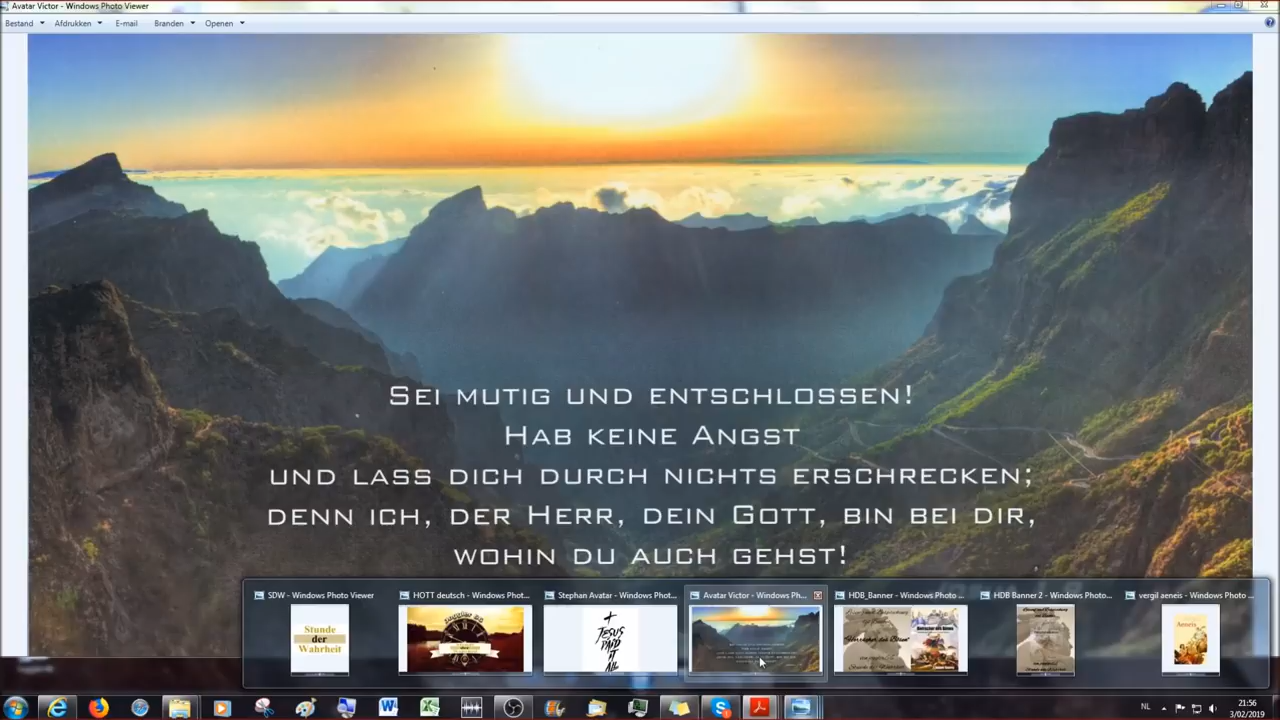 Avatar Victor - Windows Photo Viewer
Bestand Afdrukken E-mail Branden Openen
SEI MUTIG UND ENTSCHLOSSEN!
HAB KEINE ANGST
UND LASS DICH DURCH NICHTS ERSCHRECKEN;
DENN ICH, DER HERR, DEIN GOTT, BIN BEI DIR,
WOHIN DU AUCH GEHST!
SDW - Windows Photo Viewer
HOTT deutsch - Windows Phot...
Stephan Avatar - Windows Phot...
Avatar Victor - Windows Ph...
HDB_Banner - Windows Photo ...
HDB Banner 2 - Windows Photo...
vergil aeneis - Windows Photo ...
Stunde
der
Wahrheit
JESUS
PAID
IT
ALL
Aeneis
NL
21:56
3/02/2019